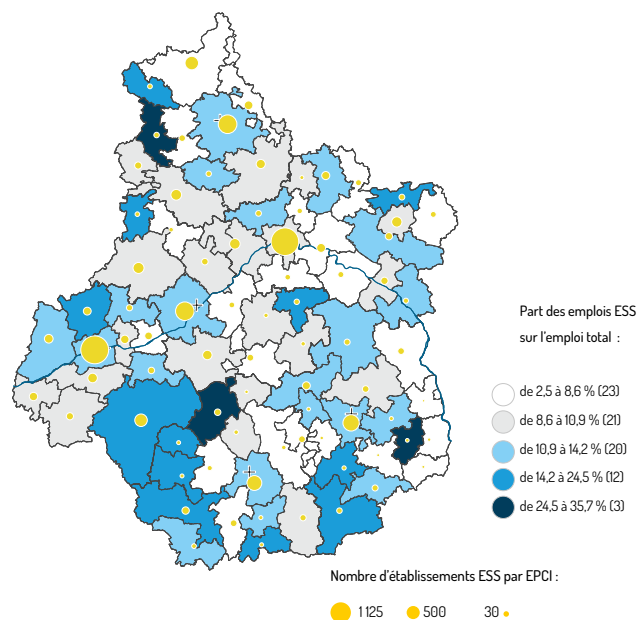 Part des emplois ESS
sur l'emploi total :
de 2,5 à 8,6 % (23)
de 8,6 à 10,9 % (21)
de 10,9 à 14,2 % (20)
de 14,2 à 24,5 % (12)
de 24,5 à 35,7 % (3)
Nombre d'établissements ESS par EPCI :
1 125 500 30